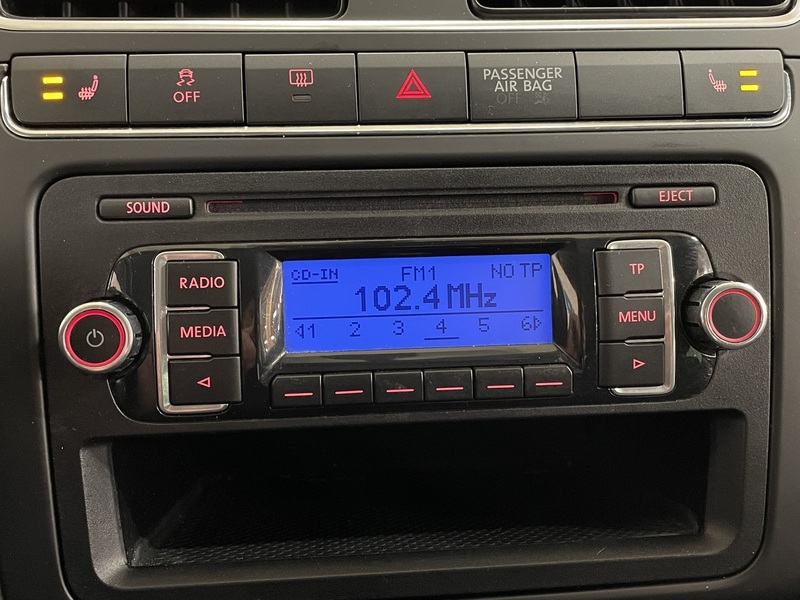 OFF
PASSENGER
AIR BAG
OFF
SOUND
EJECT
RADIO
MEDIA
CD-IN FM1 NO TP
102.4 MHz
1 2 3 4 5 6
TP
MENU